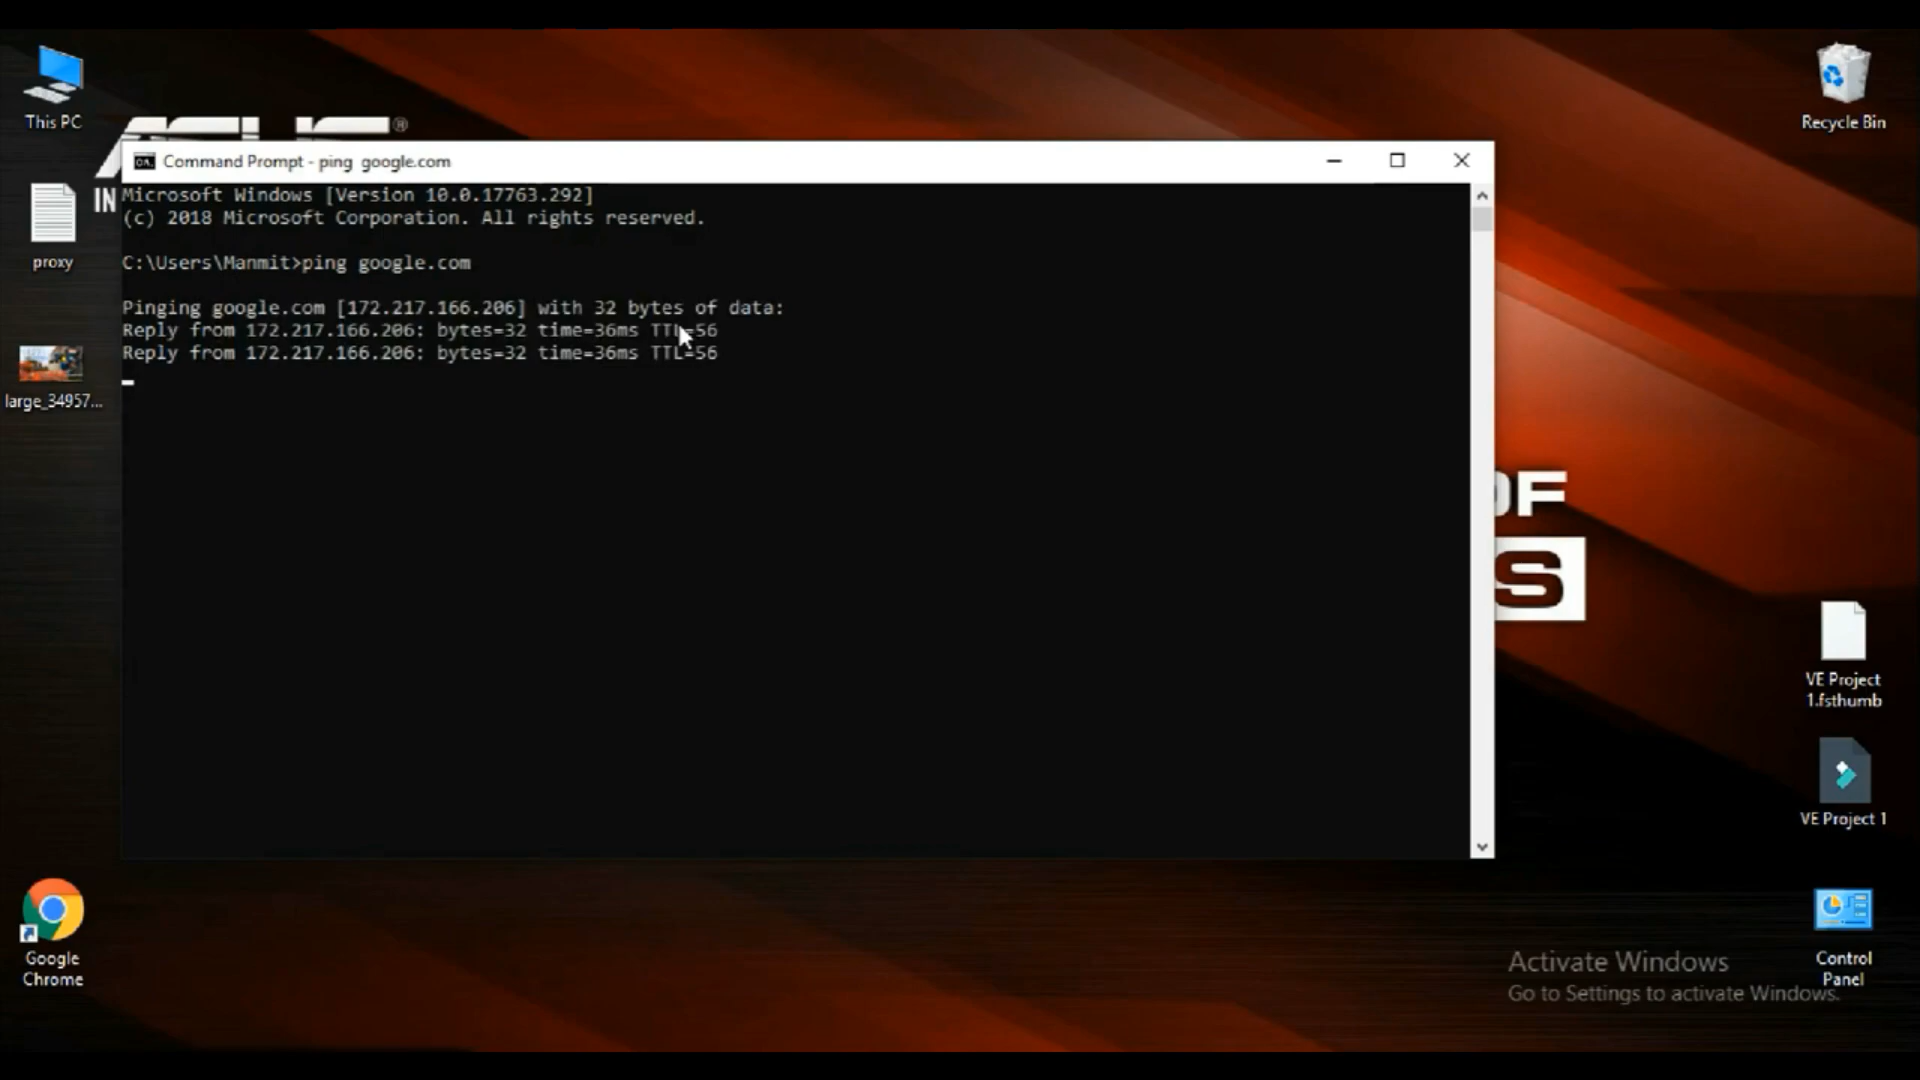 This PC
Recycle Bin
®
Command Prompt - ping google.com
IN
Microsoft Windows [Version 10.0.17763.292]
(c) 2018 Microsoft Corporation. All rights reserved.
proxy
C:\Users\Manmit>ping google.com
Pinging google.com [172.217.166.206] with 32 bytes of data:
Reply from 172.217.166.206: bytes=32 time=36ms TTL=56
Reply from 172.217.166.206: bytes=32 time=36ms TTL=56
large_34957...
OF
S
VE Project
1.fsthumb
VE Project 1
Google
Chrome
Control
Panel
Activate Windows
Go to Settings to activate Windows.